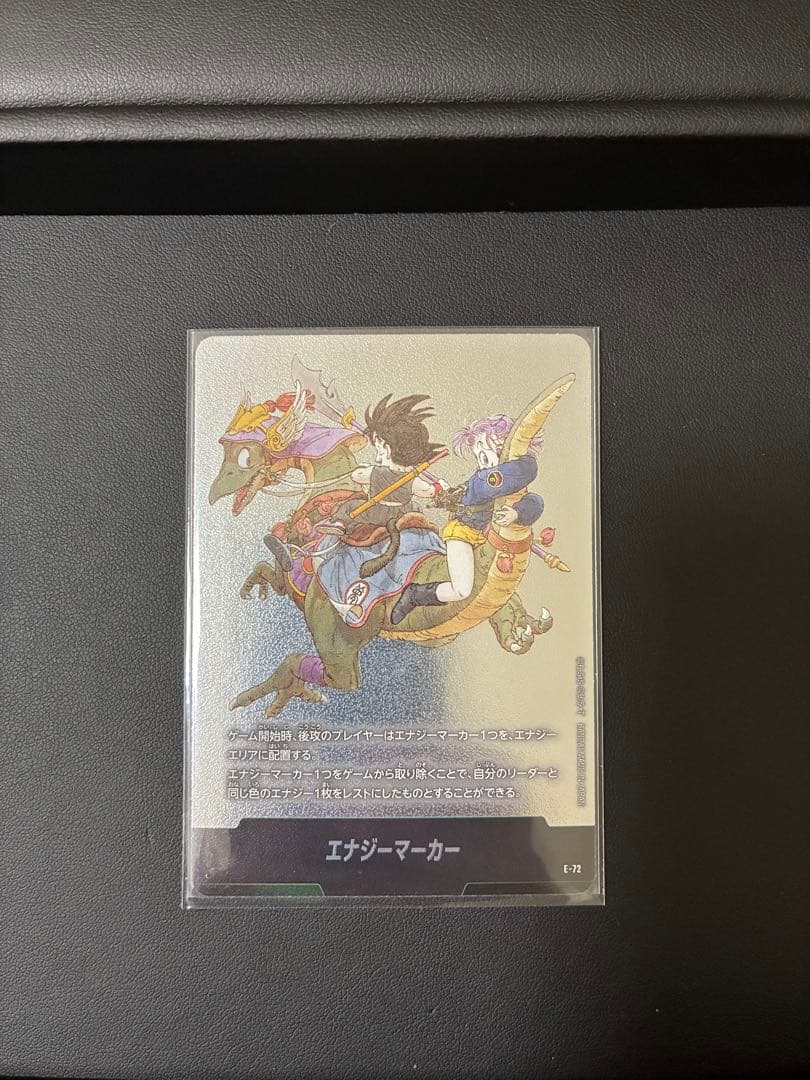 ゲーム開始時、後攻のプレイヤーはエナジーマーカー1つを、エナジー
エリアに配置する。
エナジーマーカー1つをゲームから取り除くことで、自分のリーダーと
同じ色のエナジー1枚をレストにしたものとすることができる。
エナジーマーカー
E-72